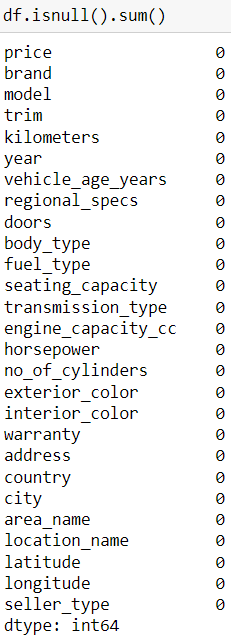 df.isnull().sum()
price 0
brand 0
model 0
trim 0
kilometers 0
year 0
vehicle_age_years 0
regional_specs 0
doors 0
body_type 0
fuel_type 0
seating_capacity 0
transmission_type 0
engine_capacity_cc 0
horsepower 0
no_of_cylinders 0
exterior_color 0
interior_color 0
warranty 0
address 0
country 0
city 0
area_name 0
location_name 0
latitude 0
longitude 0
seller_type 0
dtype: int64